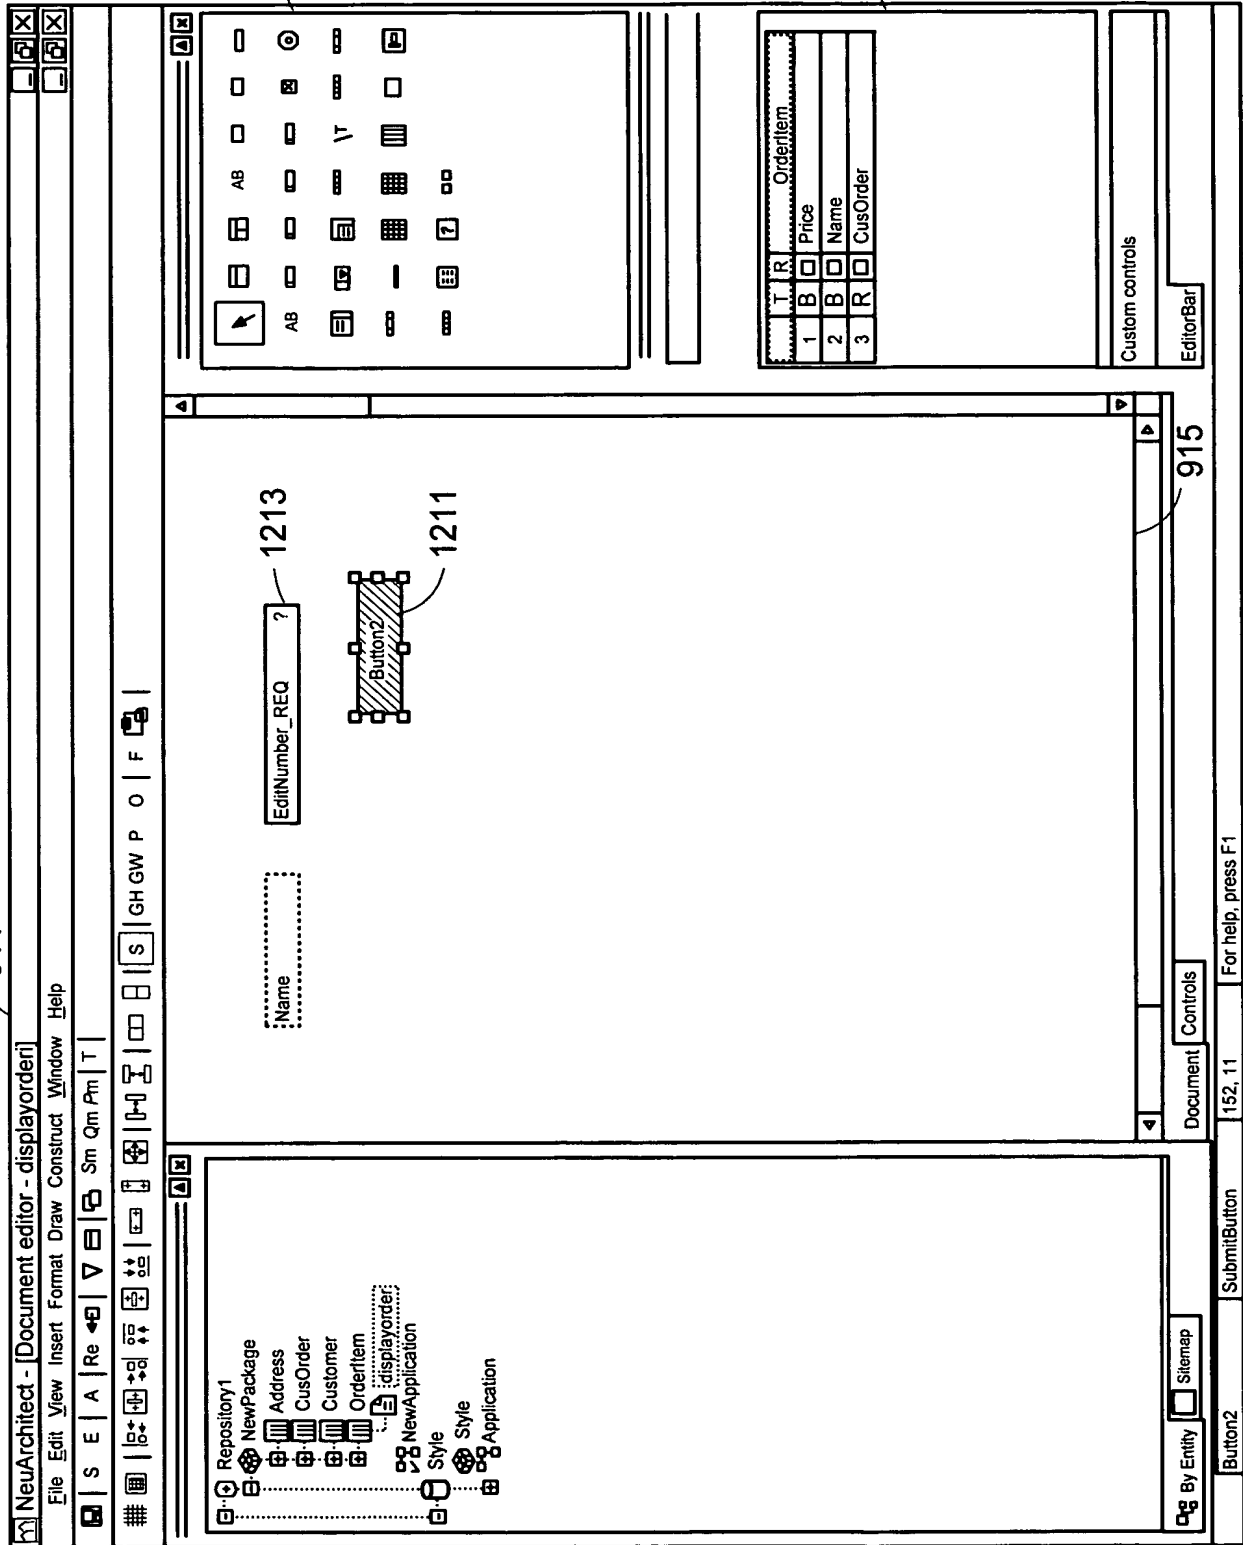 NeuArchitect - [Document editor - displayorderi]
File Edit View Insert Format Draw Construct Window Help
S E A Re Sm Qm Pm T
S GH GW P O F
Repository1
NewPackage
Address
CusOrder
Customer
OrderItem
displayorder
NewApplication
Style
Style
Application
By Entity Sitemap
Name
EditNumber_REQ ?
1213
Button2
1211
915
Document Controls
AB
AB
\T
?
T R OrderItem
1 B Price
2 B Name
3 R CusOrder
Custom controls
EditorBar
Button2 SubmitButton 152, 11 For help, press F1